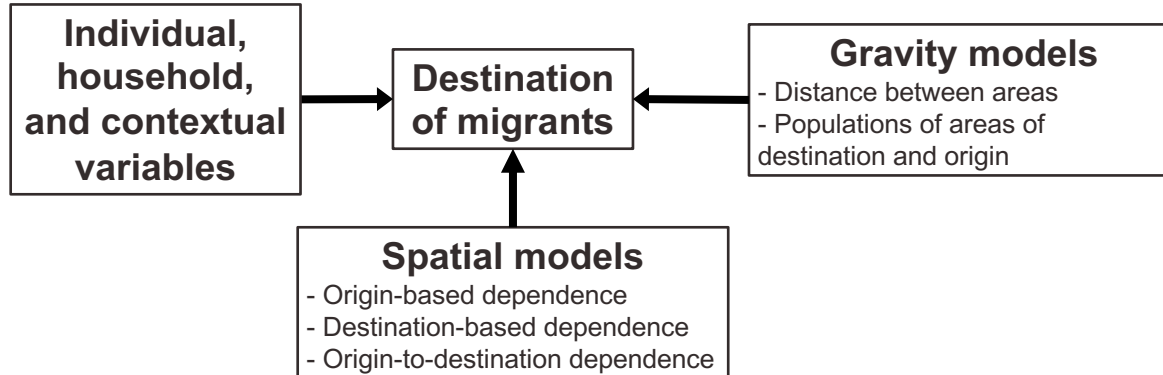 Individual,
household,
and contextual
variables
Destination
of migrants
Gravity models
- Distance between areas
- Populations of areas of
destination and origin
Spatial models
- Origin-based dependence
- Destination-based dependence
- Origin-to-destination dependence